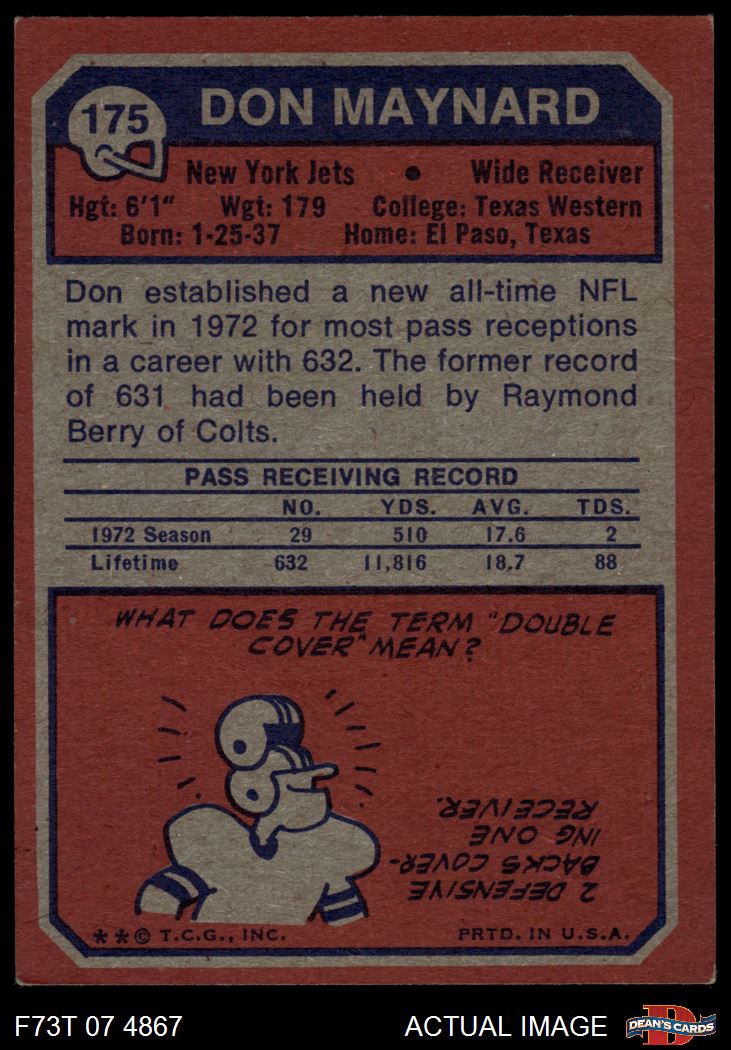 175
DON MAYNARD
New York Jets • Wide Receiver
Hgt: 6'1" Wgt: 179 College: Texas Western
Born: 1-25-37 Home: El Paso, Texas
Don established a new all-time NFL
mark in 1972 for most pass receptions
in a career with 632. The former record
of 631 had been held by Raymond
Berry of Colts.
PASS RECEIVING RECORD
NO. YDS. AVG. TDS.
1972 Season 29 510 17.6 2
Lifetime 632 11,816 18.7 88
WHAT DOES THE TERM "DOUBLE
COVER" MEAN?
2 DEFENSIVE
BACKS COVER-
ING ONE
RECEIVER.
**© T.C.G., INC. PRTD. IN U.S.A.
F73T 07 4867 ACTUAL IMAGE
D
DEAN'S CARDS